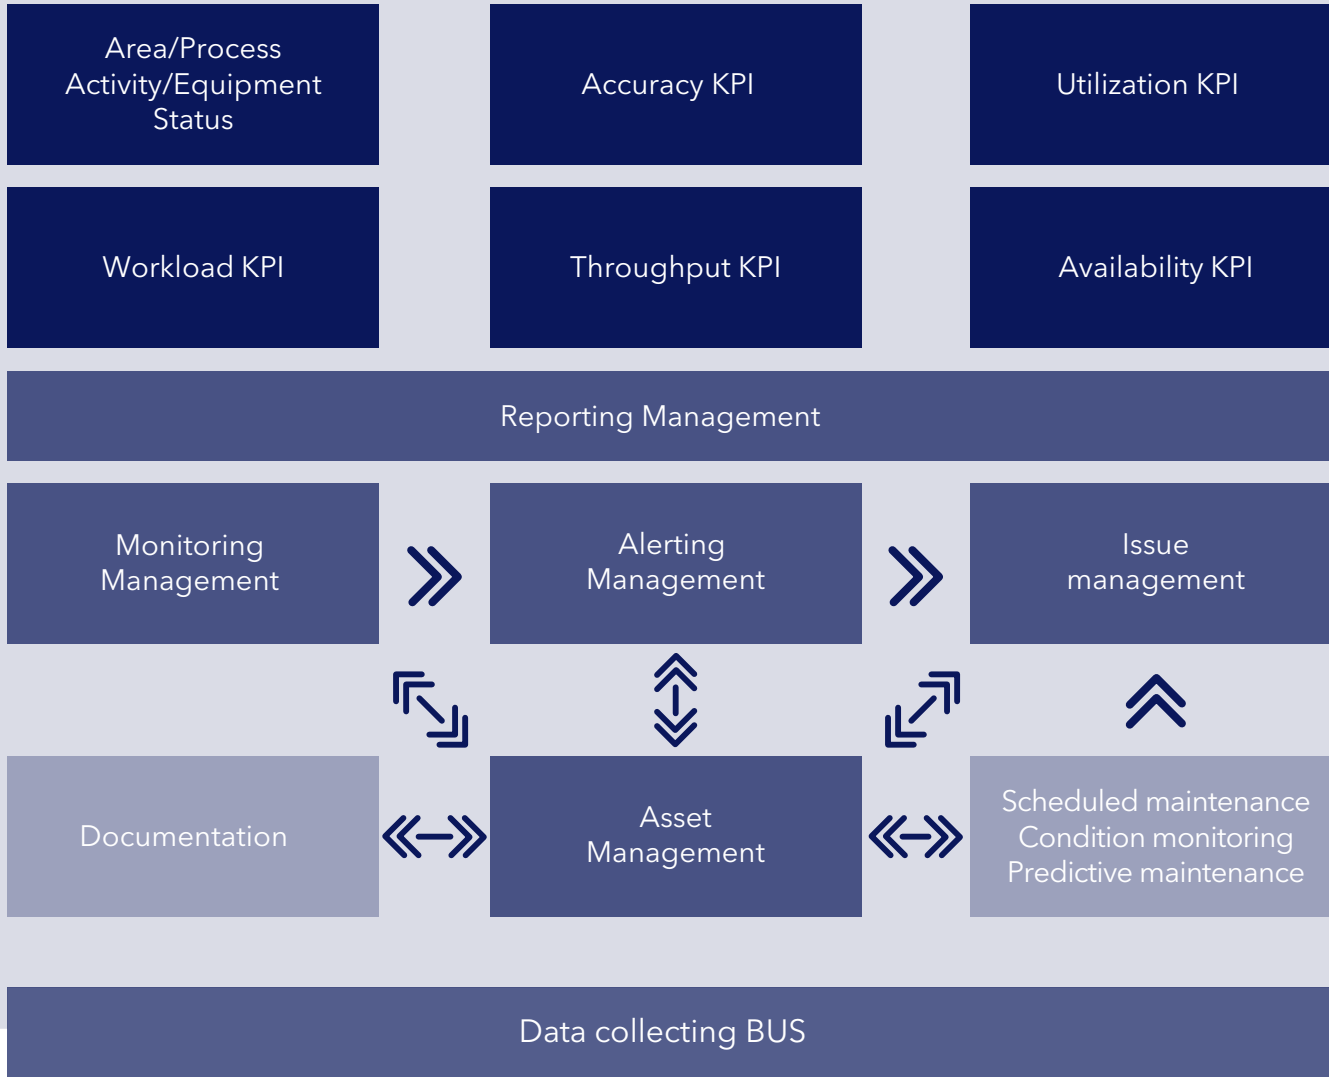 Area/Process
Activity/Equipment
Status
Accuracy KPI
Utilization KPI
Workload KPI
Throughput KPI
Availability KPI
Reporting Management
Monitoring
Management
Alerting
Management
Issue
management
Documentation
Asset
Management
Scheduled maintenance
Condition monitoring
Predictive maintenance
Data collecting BUS